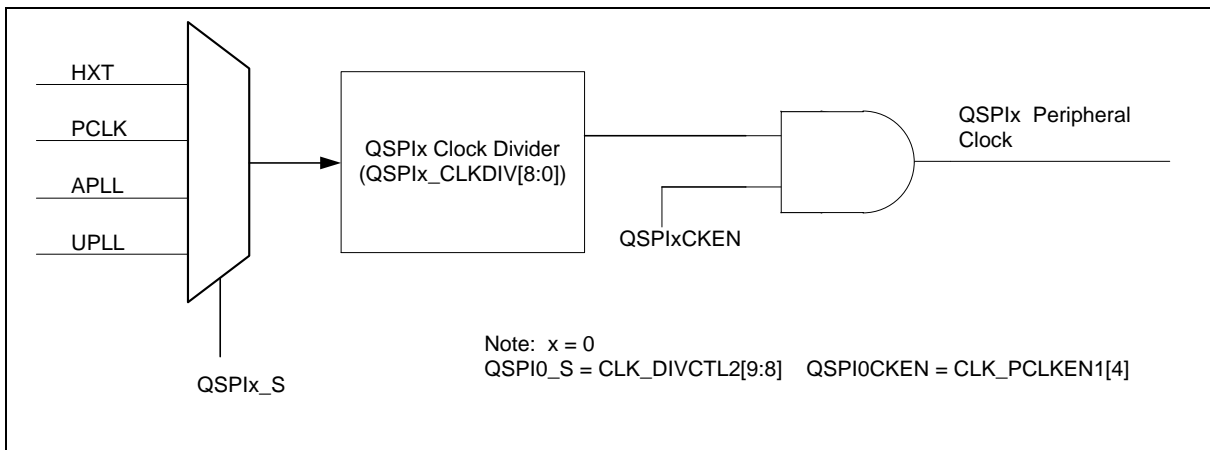 HXT
PCLK
APLL
UPLL
QSPIx_S
QSPIx Clock Divider
(QSPIx_CLKDIV[8:0])
QSPIxCKEN
QSPIx Peripheral
Clock
Note: x = 0
QSPI0_S = CLK_DIVCTL2[9:8] QSPI0CKEN = CLK_PCLKEN1[4]